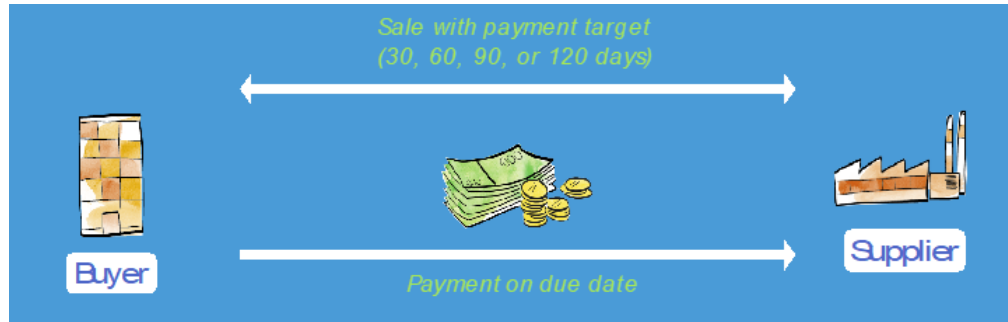 Sale with payment target
(30, 60, 90, or 120 days)
Buyer
Supplier
Payment on due date